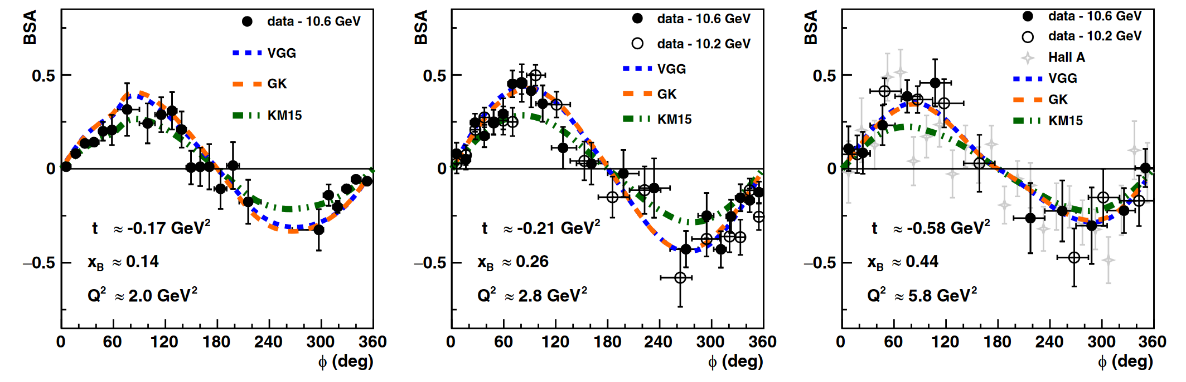 BSA
data - 10.6 GeV
VGG
GK
KM15
0.5
0
−0.5
t ≈ -0.17 GeV²
x_B ≈ 0.14
Q² ≈ 2.0 GeV²
0 60 120 180 240 300 360
ϕ (deg)
BSA
data - 10.6 GeV
data - 10.2 GeV
VGG
GK
KM15
0.5
0
−0.5
t ≈ -0.21 GeV²
x_B ≈ 0.26
Q² ≈ 2.8 GeV²
0 60 120 180 240 300 360
ϕ (deg)
BSA
data - 10.6 GeV
data - 10.2 GeV
Hall A
VGG
GK
KM15
0.5
0
−0.5
t ≈ -0.58 GeV²
x_B ≈ 0.44
Q² ≈ 5.8 GeV²
0 60 120 180 240 300 360
ϕ (deg)